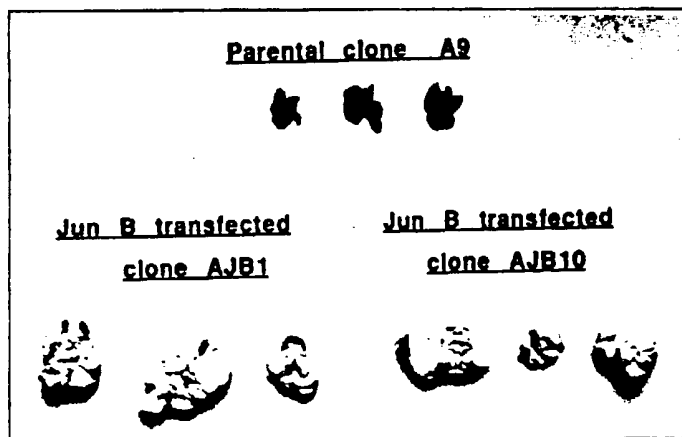 Parental clone A9
Jun B transfected
clone AJB1
Jun B transfected
clone AJB10